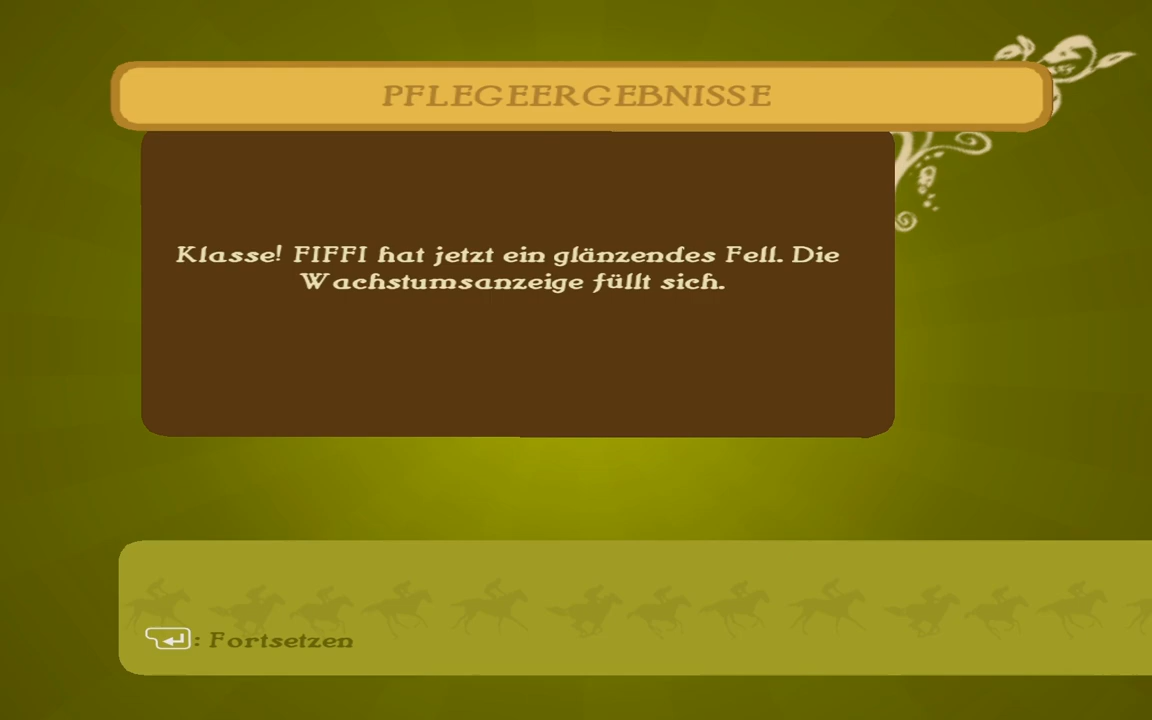 PFLEGEERGEBNISSE
Klasse! FIFFI hat jetzt ein glänzendes Fell. Die
Wachstumsanzeige füllt sich.
: Fortsetzen